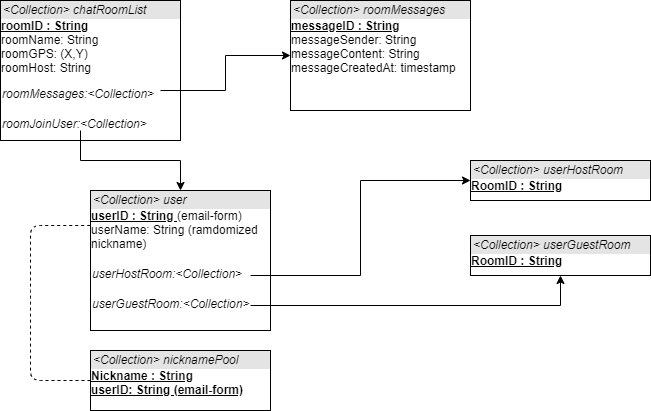 <Collection> chatRoomList
roomID : String
roomName: String
roomGPS: (X,Y)
roomHost: String
roomMessages:<Collection>
roomJoinUser:<Collection>
<Collection> roomMessages
messageID : String
messageSender: String
messageContent: String
messageCreatedAt: timestamp
<Collection> user
userID : String (email-form)
userName: String (ramdomized
nickname)
userHostRoom:<Collection>
userGuestRoom:<Collection>
<Collection> userHostRoom
RoomID : String
<Collection> userGuestRoom
RoomID : String
<Collection> nicknamePool
Nickname : String
userID: String (email-form)